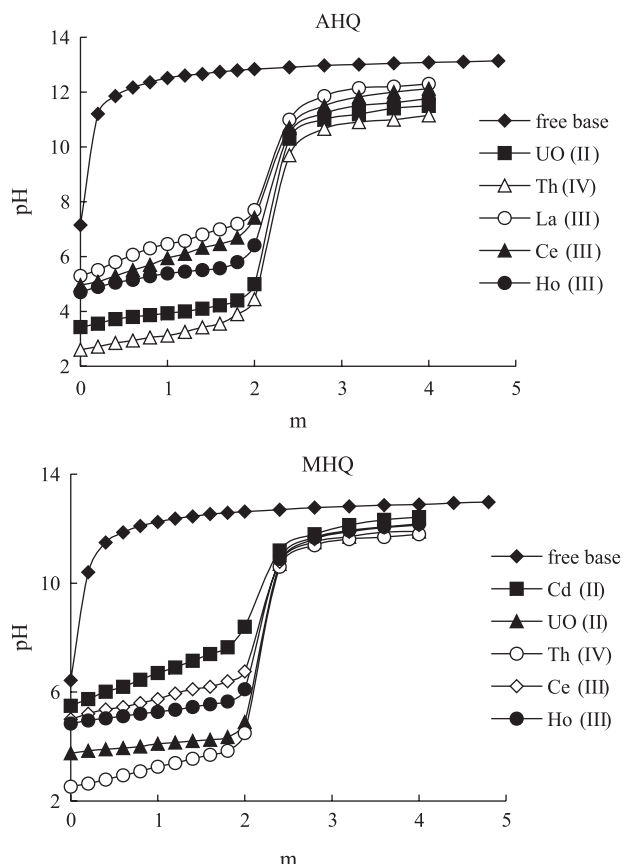 AHQ
14
12
10
8
6
4
2
pH
0
1
2
3
4
5
m
free base
UO (II)
Th (IV)
La (III)
Ce (III)
Ho (III)
MHQ
14
10
6
2
pH
0
1
2
3
4
5
m
free base
Cd (II)
UO (II)
Th (IV)
Ce (III)
Ho (III)